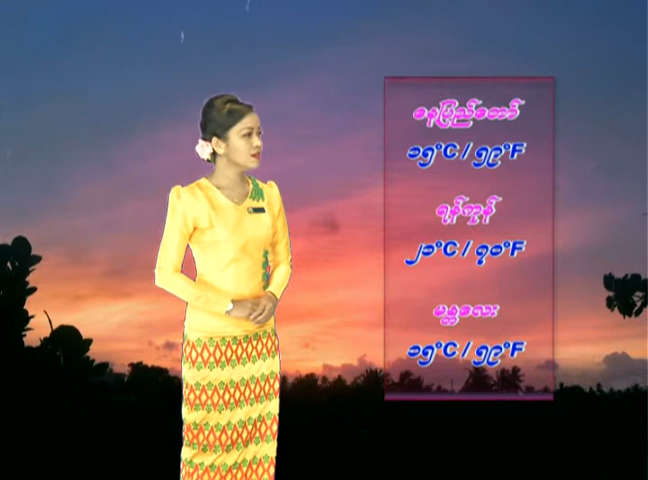 နေပြည်တော်
၁၅°C / ၅၉°F
ရန်ကုန်
၂၁°C / ၇၀°F
မန္တလေး
၁၅°C / ၅၉°F